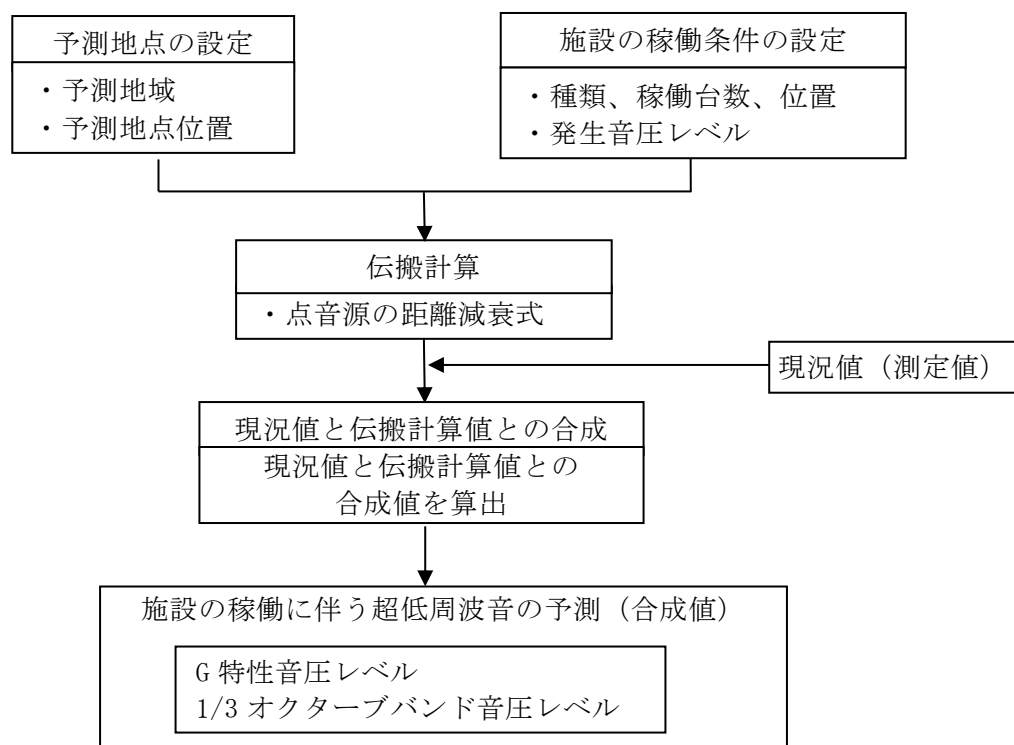 予測地点の設定
・予測地域
・予測地点位置
施設の稼働条件の設定
・種類、稼働台数、位置
・発生音圧レベル
伝搬計算
・点音源の距離減衰式
現況値（測定値）
現況値と伝搬計算値との合成
現況値と伝搬計算値との
合成値を算出
施設の稼働に伴う超低周波音の予測（合成値）
G 特性音圧レベル
1/3 オクターブバンド音圧レベル